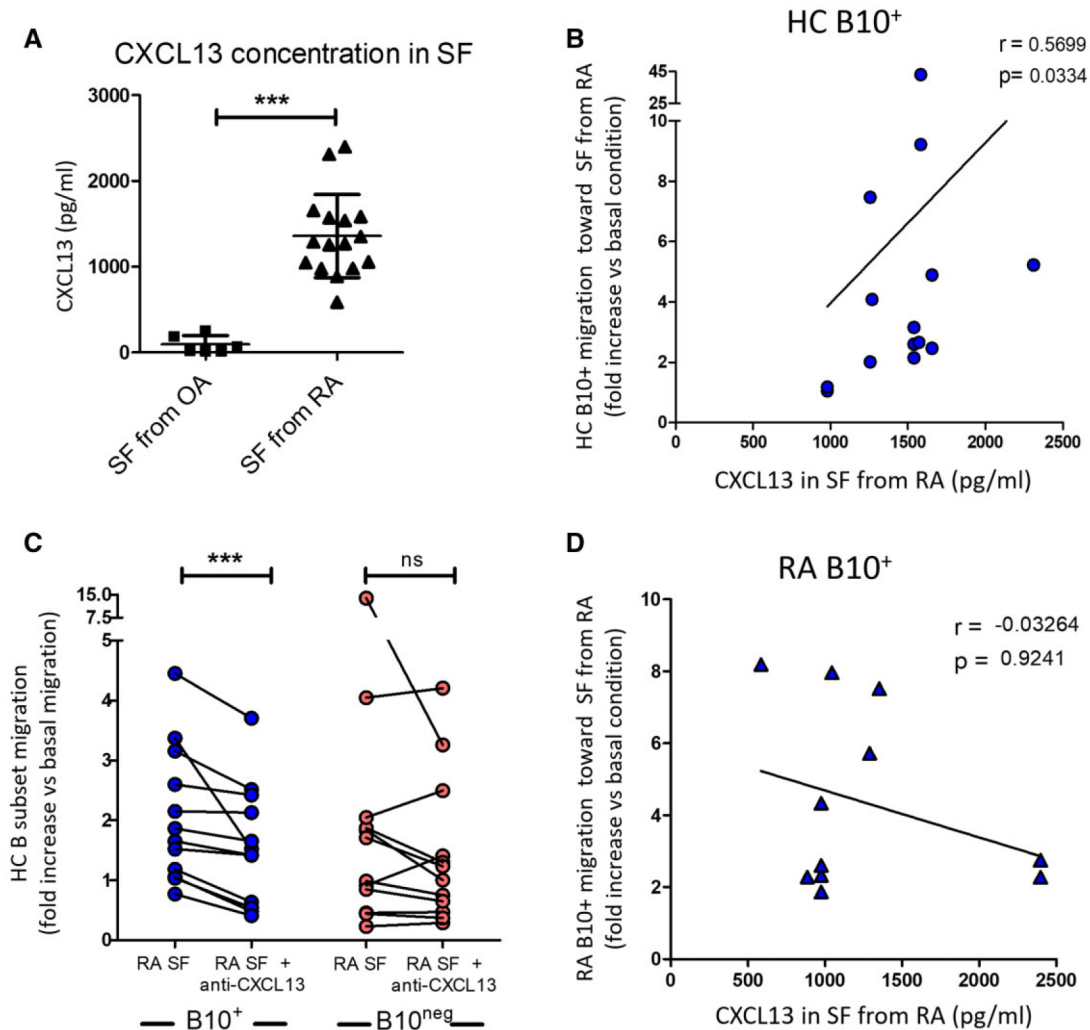 A
CXCL13 concentration in SF
***
CXCL13 (pg/ml)
3000
2000
1000
0
SF from OA
SF from RA
B
HC B10+
r = 0.5699
p= 0.0334
HC B10+ migration toward SF from RA
(fold increase vs basal condition)
45
25
10
8
6
4
2
0
0 500 1000 1500 2000 2500
CXCL13 in SF from RA (pg/ml)
C
*** ns
HC B subset migration
(fold increase vs basal migration)
15.0
7.5
5
4
3
2
1
0
RA SF RA SF + RA SF RA SF +
anti-CXCL13 anti-CXCL13
B10+ B10neg
D
RA B10+
r = -0.03264
p = 0.9241
RA B10+ migration toward SF from RA
(fold increase vs basal condition)
10
8
6
4
2
0
0 500 1000 1500 2000 2500
CXCL13 in SF from RA (pg/ml)